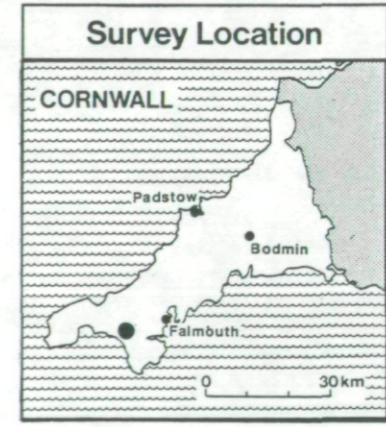 Survey Location
CORNWALL
Padstow
Bodmin
Falmouth
0 30km